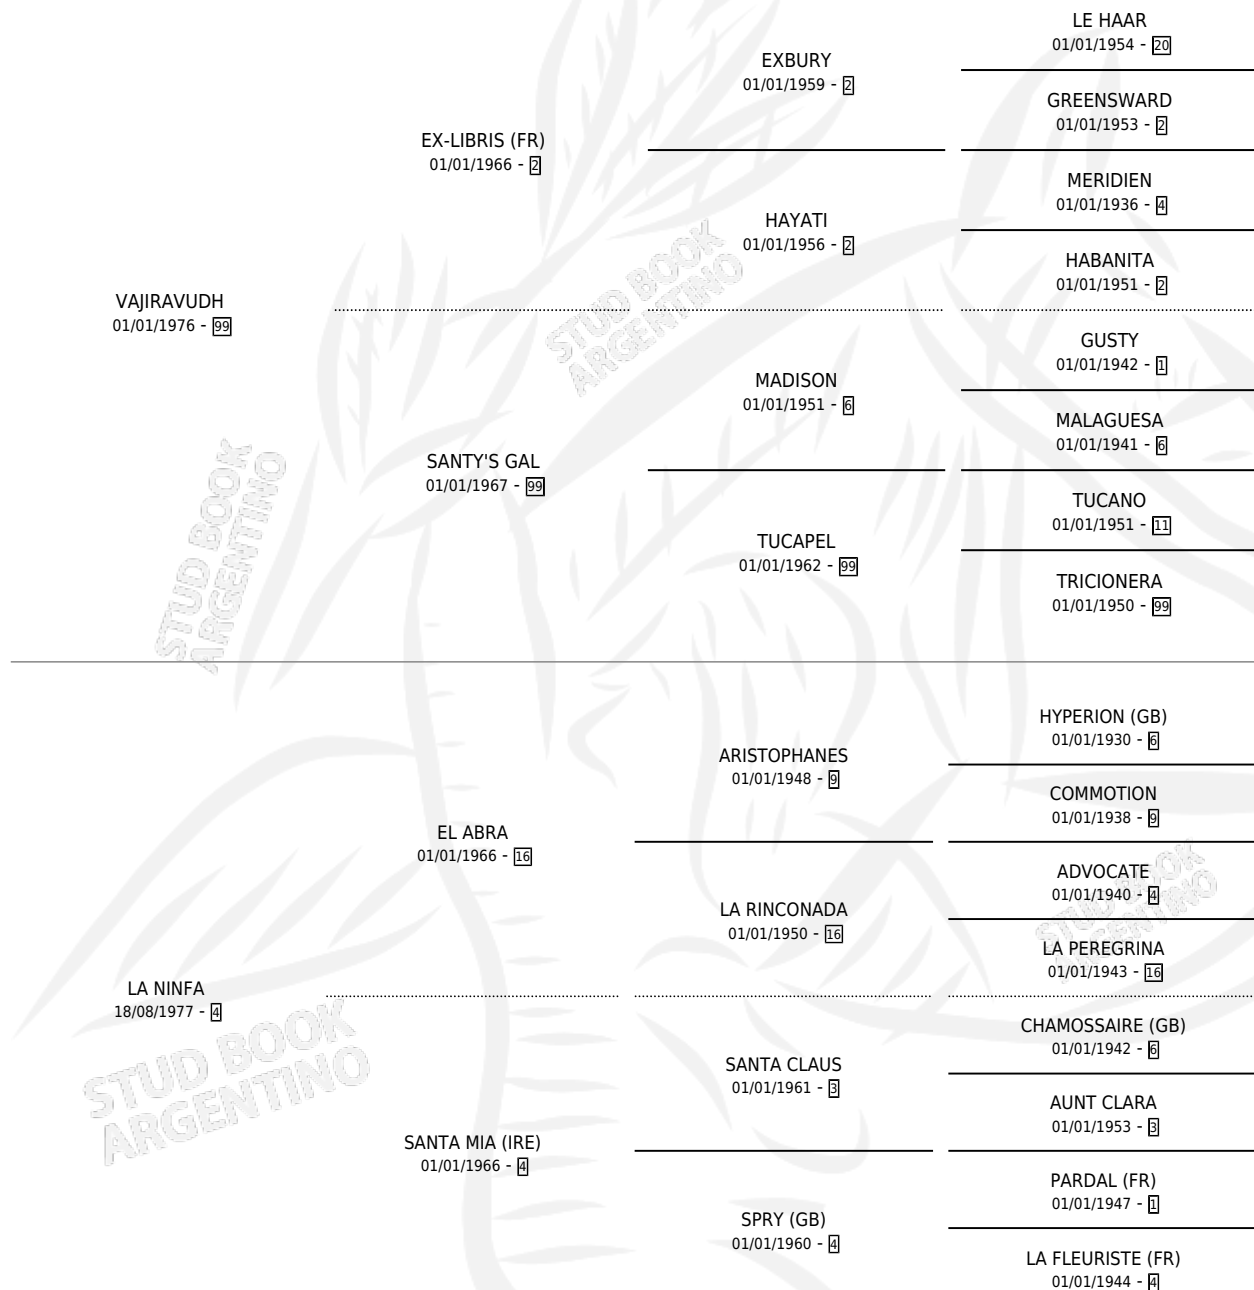 LE HAAR
01/01/1954 - 20
EXBURY
01/01/1959 - 2
GREENSWARD
01/01/1953 - 2
EX-LIBRIS (FR)
01/01/1966 - 2
MERIDIEN
01/01/1936 - 4
HAYATI
01/01/1956 - 2
HABANITA
01/01/1951 - 2
VAJIRAVUDH
01/01/1976 - 99
GUSTY
01/01/1942 - 1
MADISON
01/01/1951 - 6
MALAGUESA
01/01/1941 - 6
SANTY'S GAL
01/01/1967 - 99
TUCANO
01/01/1951 - 11
TUCAPEL
01/01/1962 - 99
TRICIONERA
01/01/1950 - 99
HYPERION (GB)
01/01/1930 - 6
ARISTOPHANES
01/01/1948 - 9
COMMOTION
01/01/1938 - 9
EL ABRA
01/01/1966 - 16
ADVOCATE
01/01/1940 - 4
LA RINCONADA
01/01/1950 - 16
LA PEREGRINA
01/01/1943 - 16
LA NINFA
18/08/1977 - 4
CHAMOSSAIRE (GB)
01/01/1942 - 6
SANTA CLAUS
01/01/1961 - 3
AUNT CLARA
01/01/1953 - 3
SANTA MIA (IRE)
01/01/1966 - 4
PARDAL (FR)
01/01/1947 - 1
SPRY (GB)
01/01/1960 - 4
LA FLEURISTE (FR)
01/01/1944 - 4
STUD BOOK
ARGENTINO
STUD BOOK
ARGENTINO
STUD BOOK
ARGENTINO
STUD BOOK
ARGENTINO